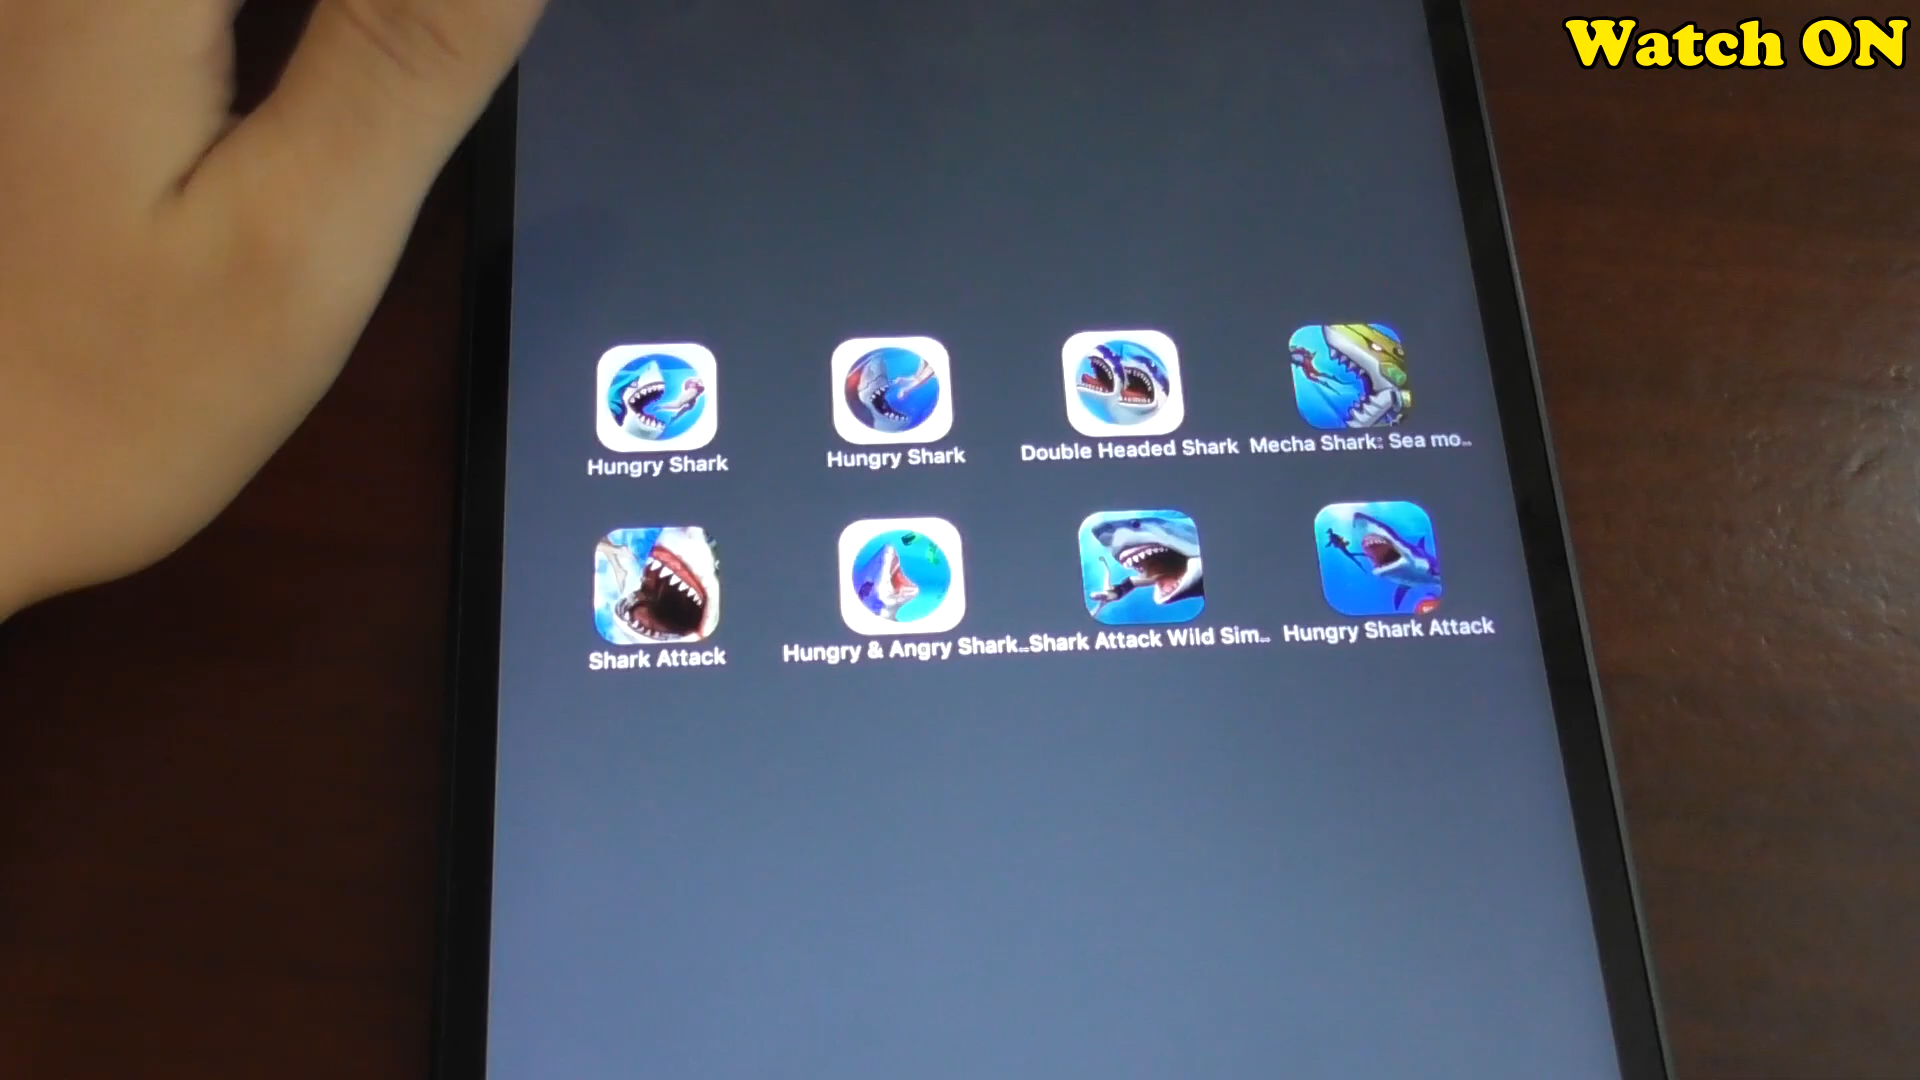 Watch ON
Hungry Shark
Hungry Shark
Double Headed Shark
Mecha Shark: Sea mo...
Shark Attack
Hungry & Angry Shark...
Shark Attack Wild Sim...
Hungry Shark Attack